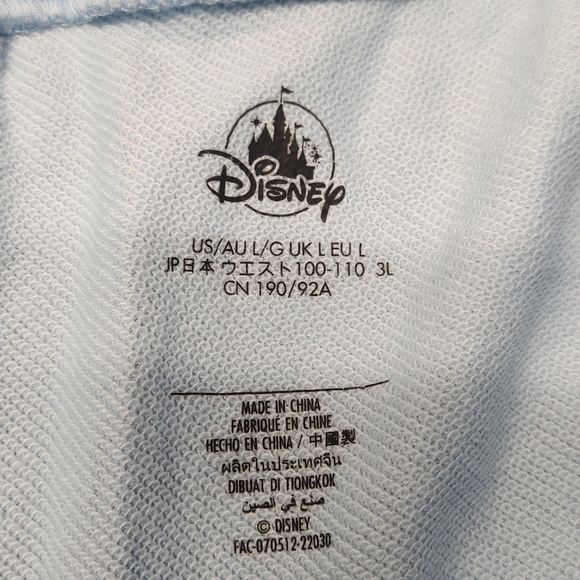 Disney
US/AU L/G UK L EU L
JP日本 ウエスト100-110 3L
CN 190/92A
MADE IN CHINA
FABRIQUÉ EN CHINE
HECHO EN CHINA / 中國製
ผลิตในประเทศจีน
DIBUAT DI TIONGKOK
صنع في الصين
© DISNEY
FAC-070512-22030